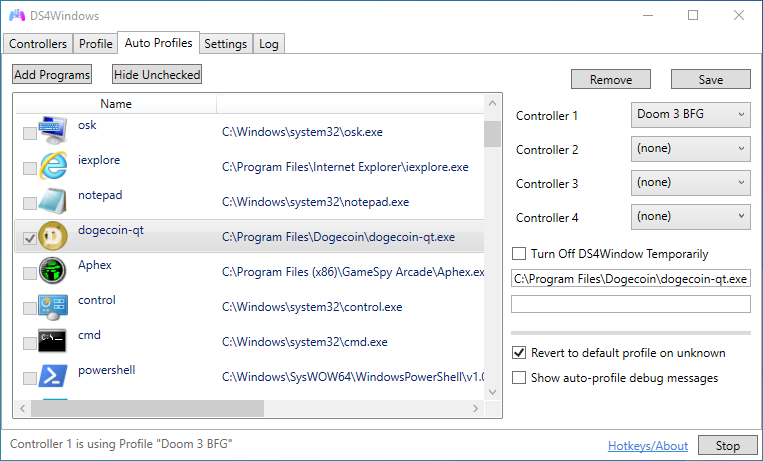 DS4Windows
Controllers Profile Auto Profiles Settings Log
Add Programs Hide Unchecked
Name
osk C:\Windows\system32\osk.exe
iexplore C:\Program Files\Internet Explorer\iexplore.exe
notepad C:\Windows\system32\notepad.exe
dogecoin-qt C:\Program Files\Dogecoin\dogecoin-qt.exe
Aphex C:\Program Files (x86)\GameSpy Arcade\Aphex.ex
control C:\Windows\system32\control.exe
cmd C:\Windows\system32\cmd.exe
powershell C:\Windows\SysWOW64\WindowsPowerShell\v1.0
Remove Save
Controller 1 Doom 3 BFG
Controller 2 (none)
Controller 3 (none)
Controller 4 (none)
Turn Off DS4Window Temporarily
C:\Program Files\Dogecoin\dogecoin-qt.exe
Revert to default profile on unknown
Show auto-profile debug messages
Controller 1 is using Profile "Doom 3 BFG"
Hotkeys/About Stop